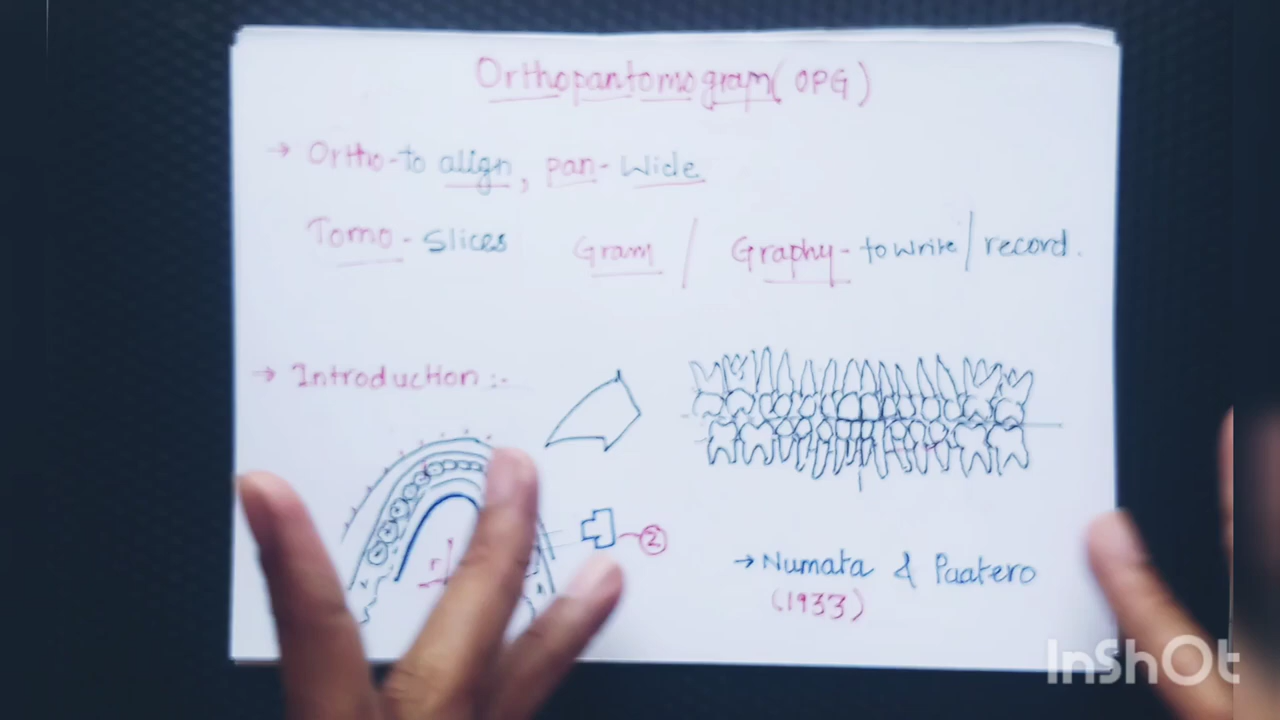 Orthopantomogram (OPG)
→ Ortho-to align, pan-Wide
Tomo-Slices Gram / Graphy-to write/record.
→ Introduction:-
②
→ Numata & Paatero
(1933)
InShOt